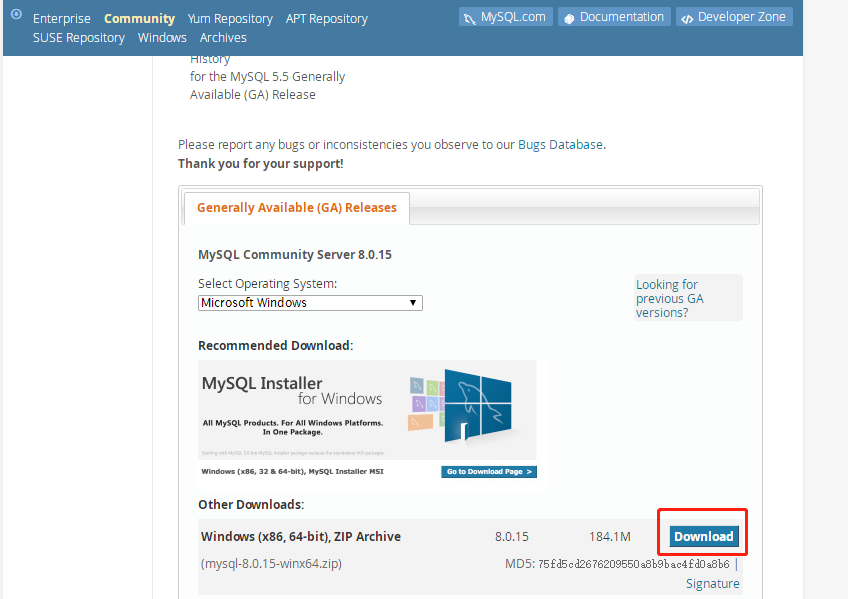 Enterprise Community Yum Repository APT Repository
SUSE Repository Windows Archives
MySQL.com Documentation Developer Zone
History
for the MySQL 5.5 Generally
Available (GA) Release
Please report any bugs or inconsistencies you observe to our Bugs Database.
Thank you for your support!
Generally Available (GA) Releases
MySQL Community Server 8.0.15
Select Operating System:
Microsoft Windows
Looking for
previous GA
versions?
Recommended Download:
MySQL Installer
for Windows
All MySQL Products. For All Windows Platforms.
In One Package.
Starting with MySQL 5.6 the MySQL Installer package replaces the standalone MSI packages.
Windows (x86, 32 & 64-bit), MySQL Installer MSI
Go to Download Page >
Other Downloads:
Windows (x86, 64-bit), ZIP Archive 8.0.15 184.1M Download
(mysql-8.0.15-winx64.zip) MD5: 75fd5cd2676209550a8b9bac4fd0a8b6 |
Signature